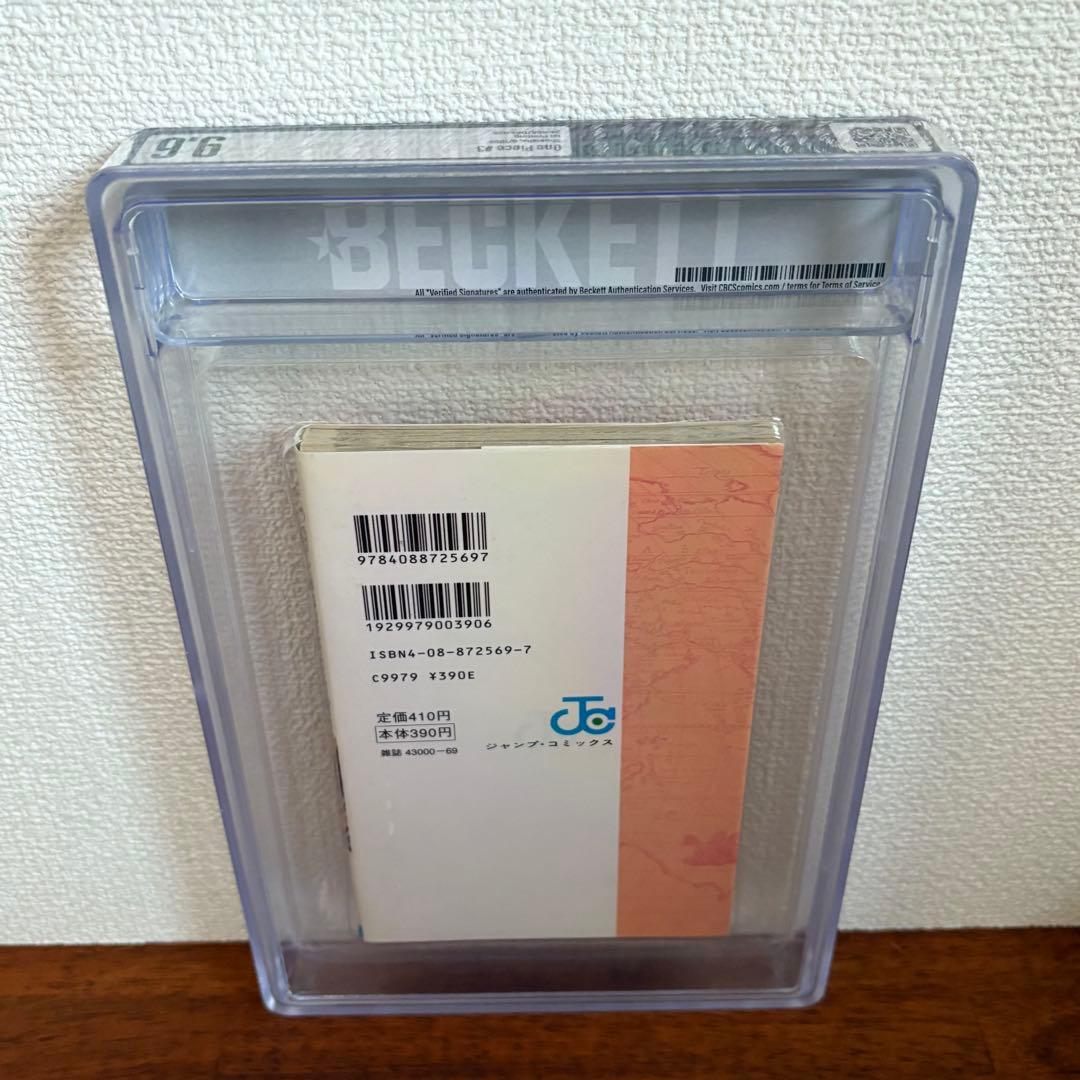 9.6
One Piece #3
BECKETT
All "Verified Signatures" are authenticated by Beckett Authentication Services. Visit CBCScomics.com / terms for Terms of Service
9784088725697
1929979003906
ISBN4-08-872569-7
C9979 ¥390E
定価410円
本体390円
雑誌 43000-69
JC
ジャンプ・コミックス